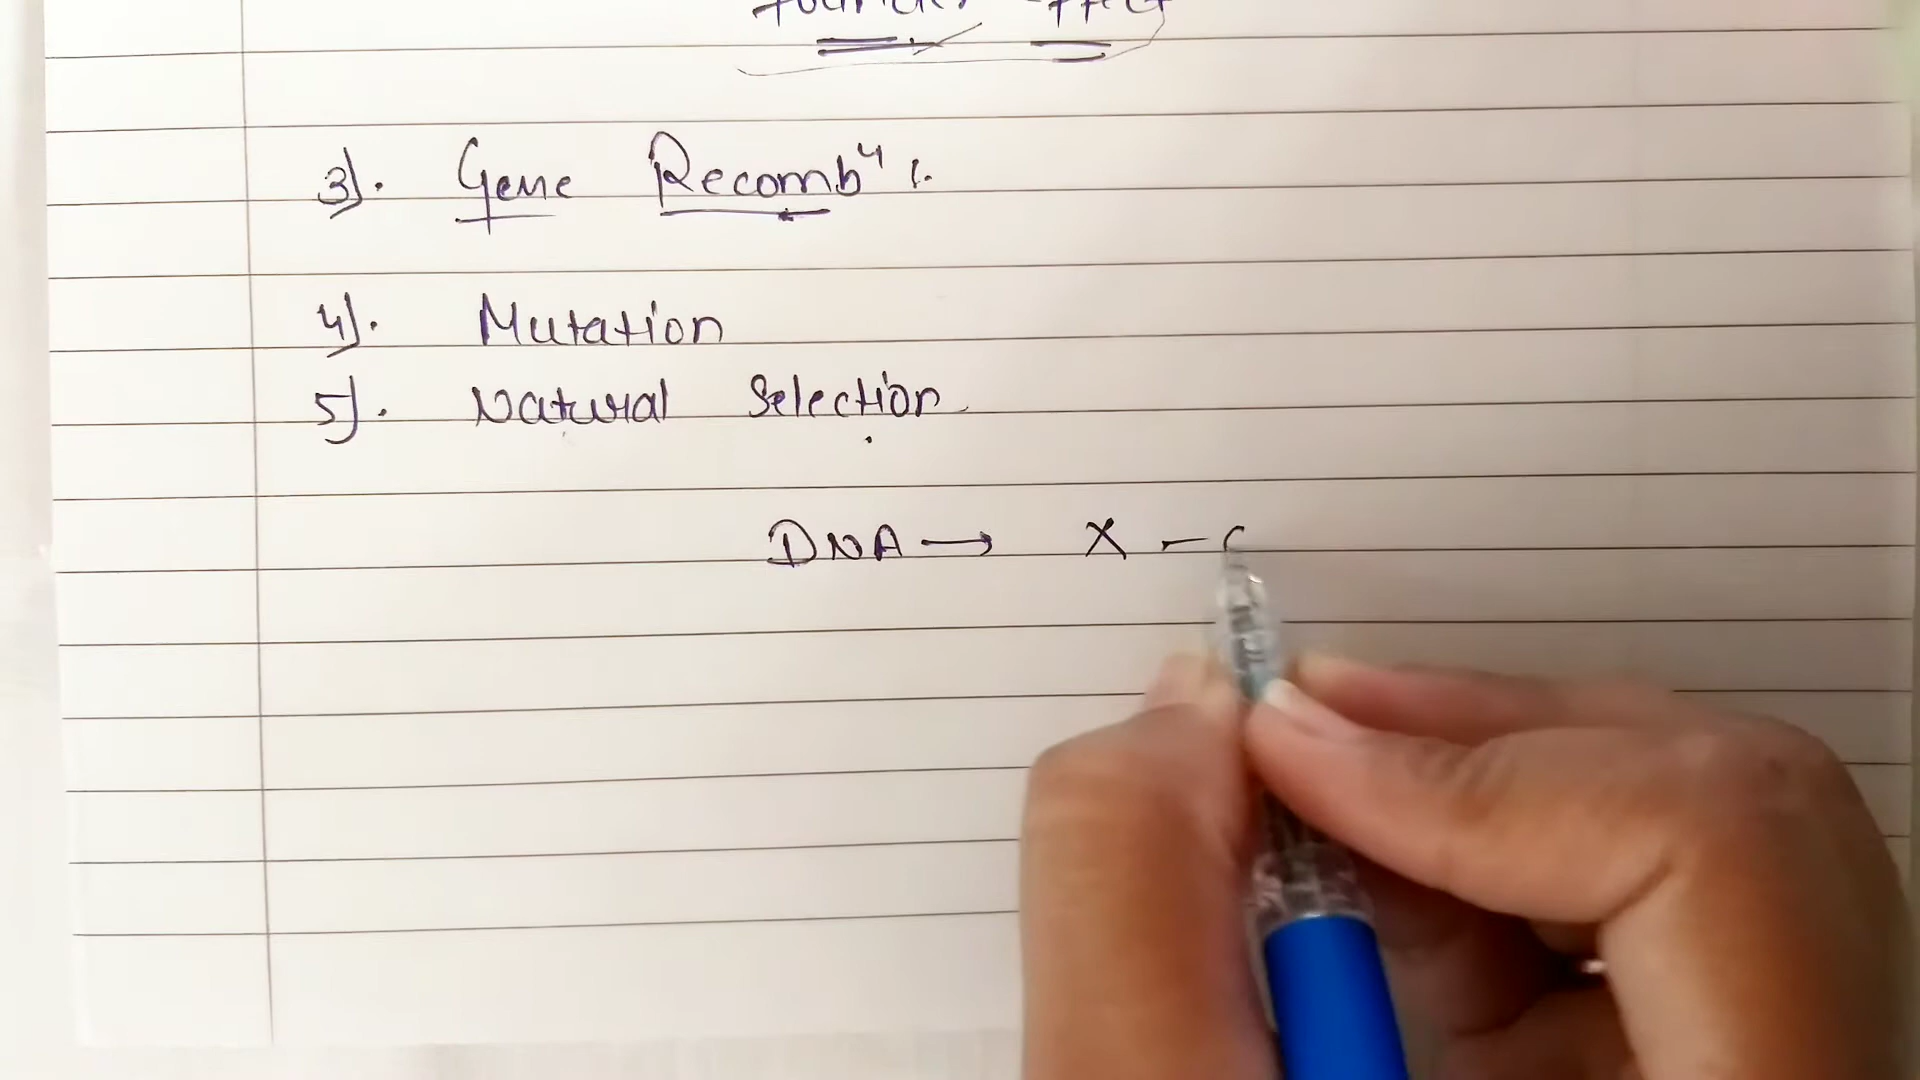 3). Gene Recombⁿ :-
4). Mutation
5). Natural Selection
DNA → X –